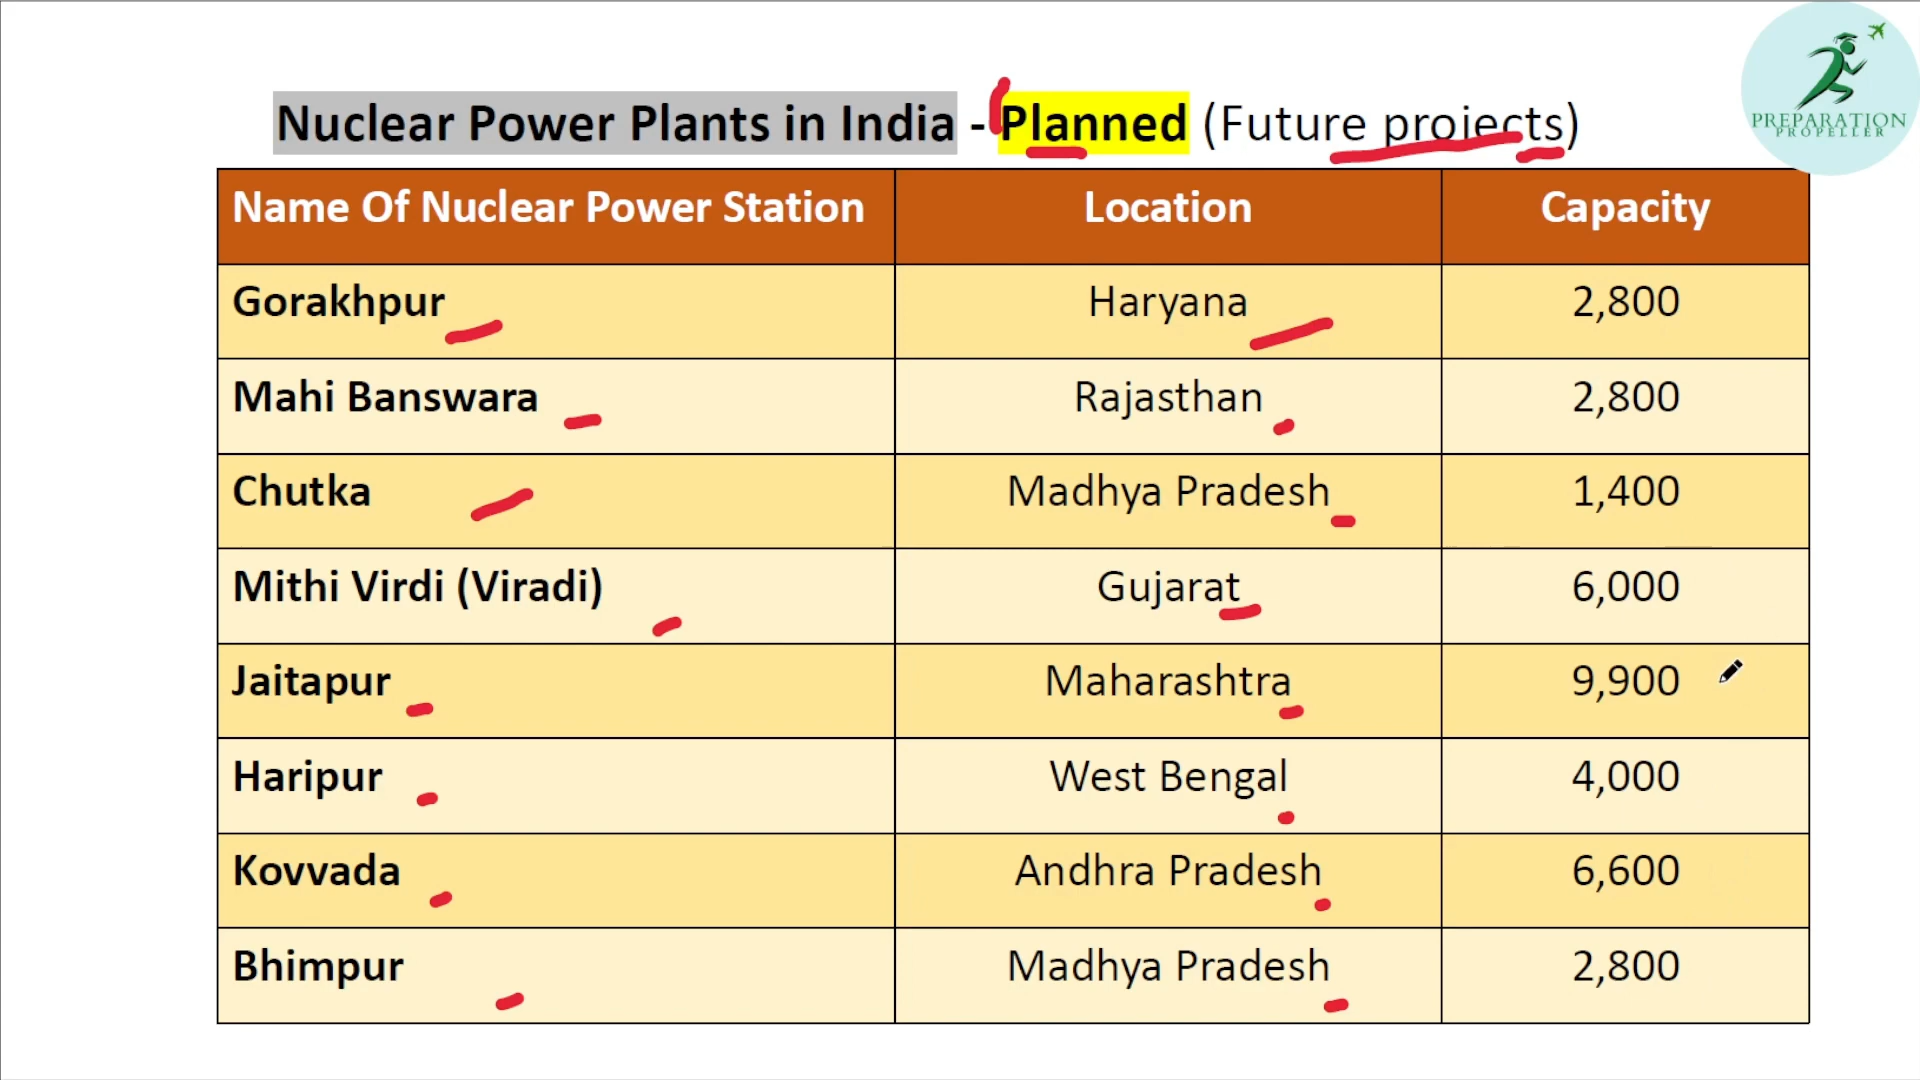 Nuclear Power Plants in India - Planned (Future projects)
PREPARATION
PROPELLER
Name Of Nuclear Power Station Location Capacity
Gorakhpur Haryana 2,800
Mahi Banswara Rajasthan 2,800
Chutka Madhya Pradesh 1,400
Mithi Virdi (Viradi) Gujarat 6,000
Jaitapur Maharashtra 9,900
Haripur West Bengal 4,000
Kovvada Andhra Pradesh 6,600
Bhimpur Madhya Pradesh 2,800